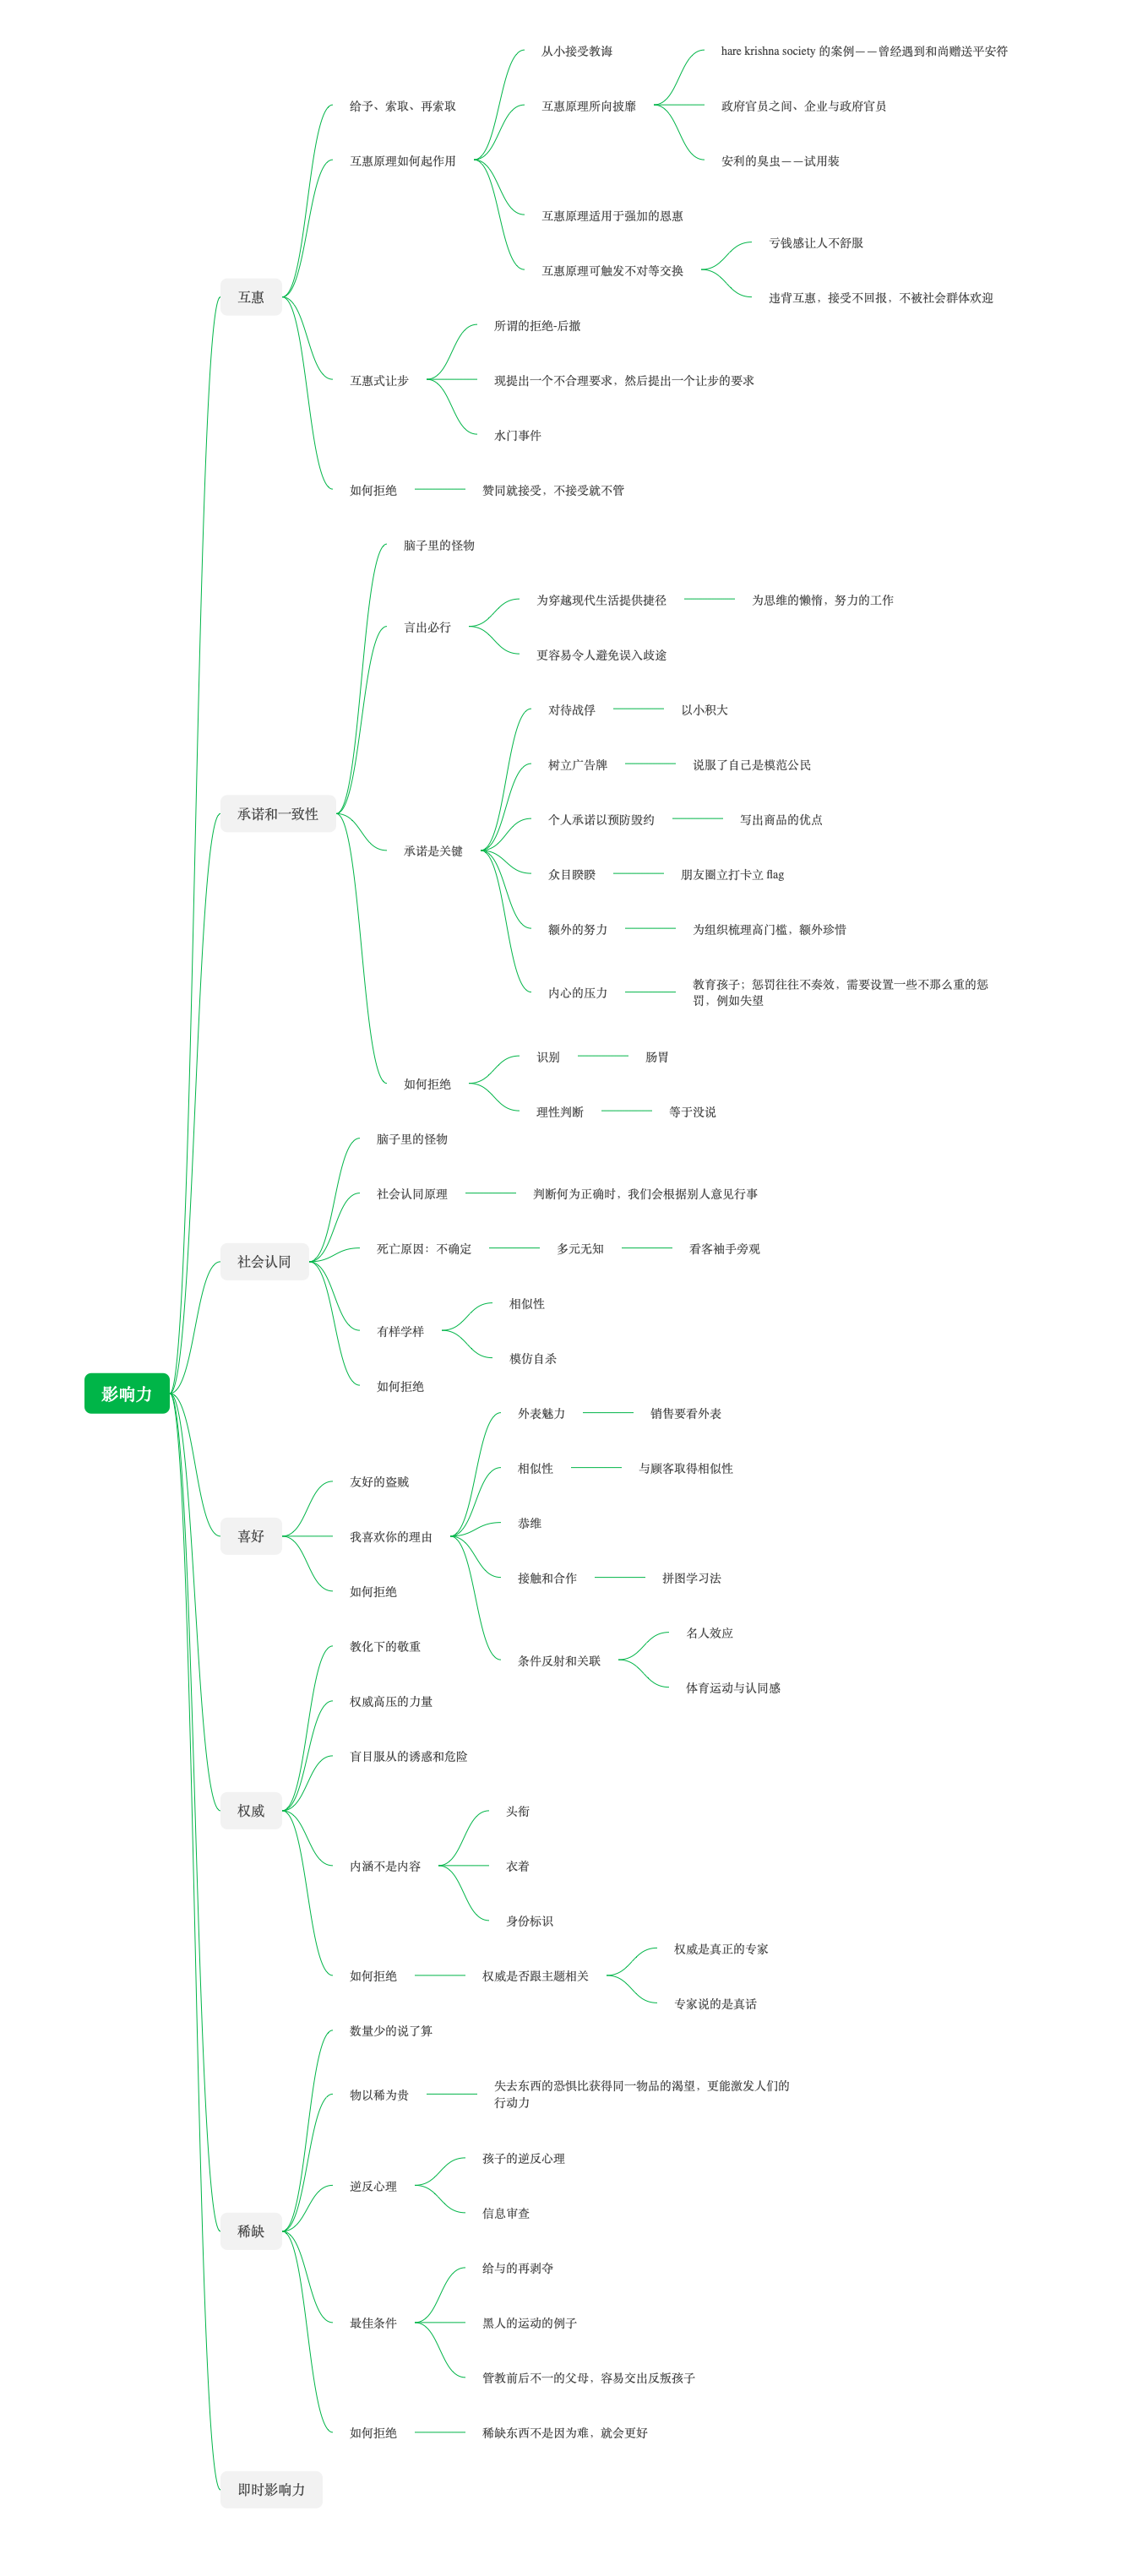 影响力
互惠
给予、索取、再索取
互惠原理如何起作用
从小接受教诲
互惠原理所向披靡
hare krishna society 的案例——曾经遇到和尚赠送平安符
政府官员之间、企业与政府官员
安利的臭虫——试用装
互惠原理适用于强加的恩惠
互惠原理可触发不对等交换
亏钱感让人不舒服
违背互惠，接受不回报，不被社会群体欢迎
互惠式让步
所谓的拒绝-后撤
现提出一个不合理要求，然后提出一个让步的要求
水门事件
如何拒绝
赞同就接受，不接受就不管
承诺和一致性
脑子里的怪物
言出必行
为穿越现代生活提供捷径
为思维的懒惰，努力的工作
更容易令人避免误入歧途
承诺是关键
对待战俘
以小积大
树立广告牌
说服了自己是模范公民
个人承诺以预防毁约
写出商品的优点
众目睽睽
朋友圈立打卡立 flag
额外的努力
为组织梳理高门槛，额外珍惜
内心的压力
教育孩子；惩罚往往不奏效，需要设置一些不那么重的惩
罚，例如失望
如何拒绝
识别
肠胃
理性判断
等于没说
社会认同
脑子里的怪物
社会认同原理
判断何为正确时，我们会根据别人意见行事
死亡原因：不确定
多元无知
看客袖手旁观
有样学样
相似性
模仿自杀
如何拒绝
喜好
友好的盗贼
我喜欢你的理由
外表魅力
销售要看外表
相似性
与顾客取得相似性
恭维
接触和合作
拼图学习法
条件反射和关联
名人效应
体育运动与认同感
如何拒绝
权威
教化下的敬重
权威高压的力量
盲目服从的诱惑和危险
内涵不是内容
头衔
衣着
身份标识
如何拒绝
权威是否跟主题相关
权威是真正的专家
专家说的是真话
稀缺
数量少的说了算
物以稀为贵
失去东西的恐惧比获得同一物品的渴望，更能激发人们的
行动力
逆反心理
孩子的逆反心理
信息审查
最佳条件
给与的再剥夺
黑人的运动的例子
管教前后不一的父母，容易交出反叛孩子
如何拒绝
稀缺东西不是因为难，就会更好
即时影响力